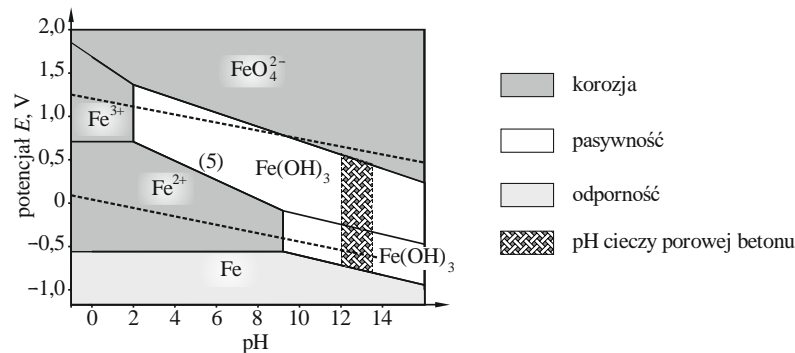 potencjał E, V
2,0
1,5
1,0
0,5
0
−0,5
−1,0
FeO₄²⁻
Fe³⁺
(5)
Fe(OH)₃
Fe²⁺
Fe(OH)₃
Fe
0 2 4 6 8 10 12 14
pH
korozja
pasywność
odporność
pH cieczy porowej betonu